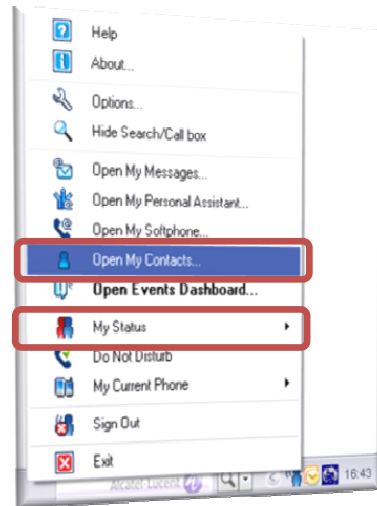 Help
About...
Options...
Hide Search/Call box
Open My Messages...
Open My Personal Assistant...
Open My Softphone...
Open My Contacts...
Open Events Dashboard...
My Status
Do Not Disturb
My Current Phone
Sign Out
Exit
Alcatel-Lucent
16:43